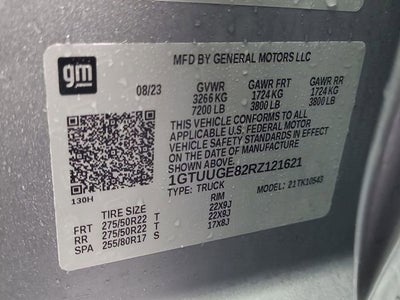 gm
MFD BY GENERAL MOTORS LLC
08/23 GVWR GAWR FRT GAWR RR
3266 KG 1724 KG 1724 KG
7200 LB 3800 LB 3800 LB
THIS VEHICLE CONFORMS TO ALL
APPLICABLE U.S. FEDERAL MOTOR
VEHICLE SAFETY STANDARDS IN
EFFECT ON THE DATE OF
MANUFACTURE SHOWN ABOVE.
1GTUUGE82RZ121621
130H TYPE: TRUCK MODEL: 21TK10543
TIRE SIZE RIM
FRT 275/50R22 T 22X9J
RR 275/50R22 T 22X9J
SPA 255/80R17 S 17X8J